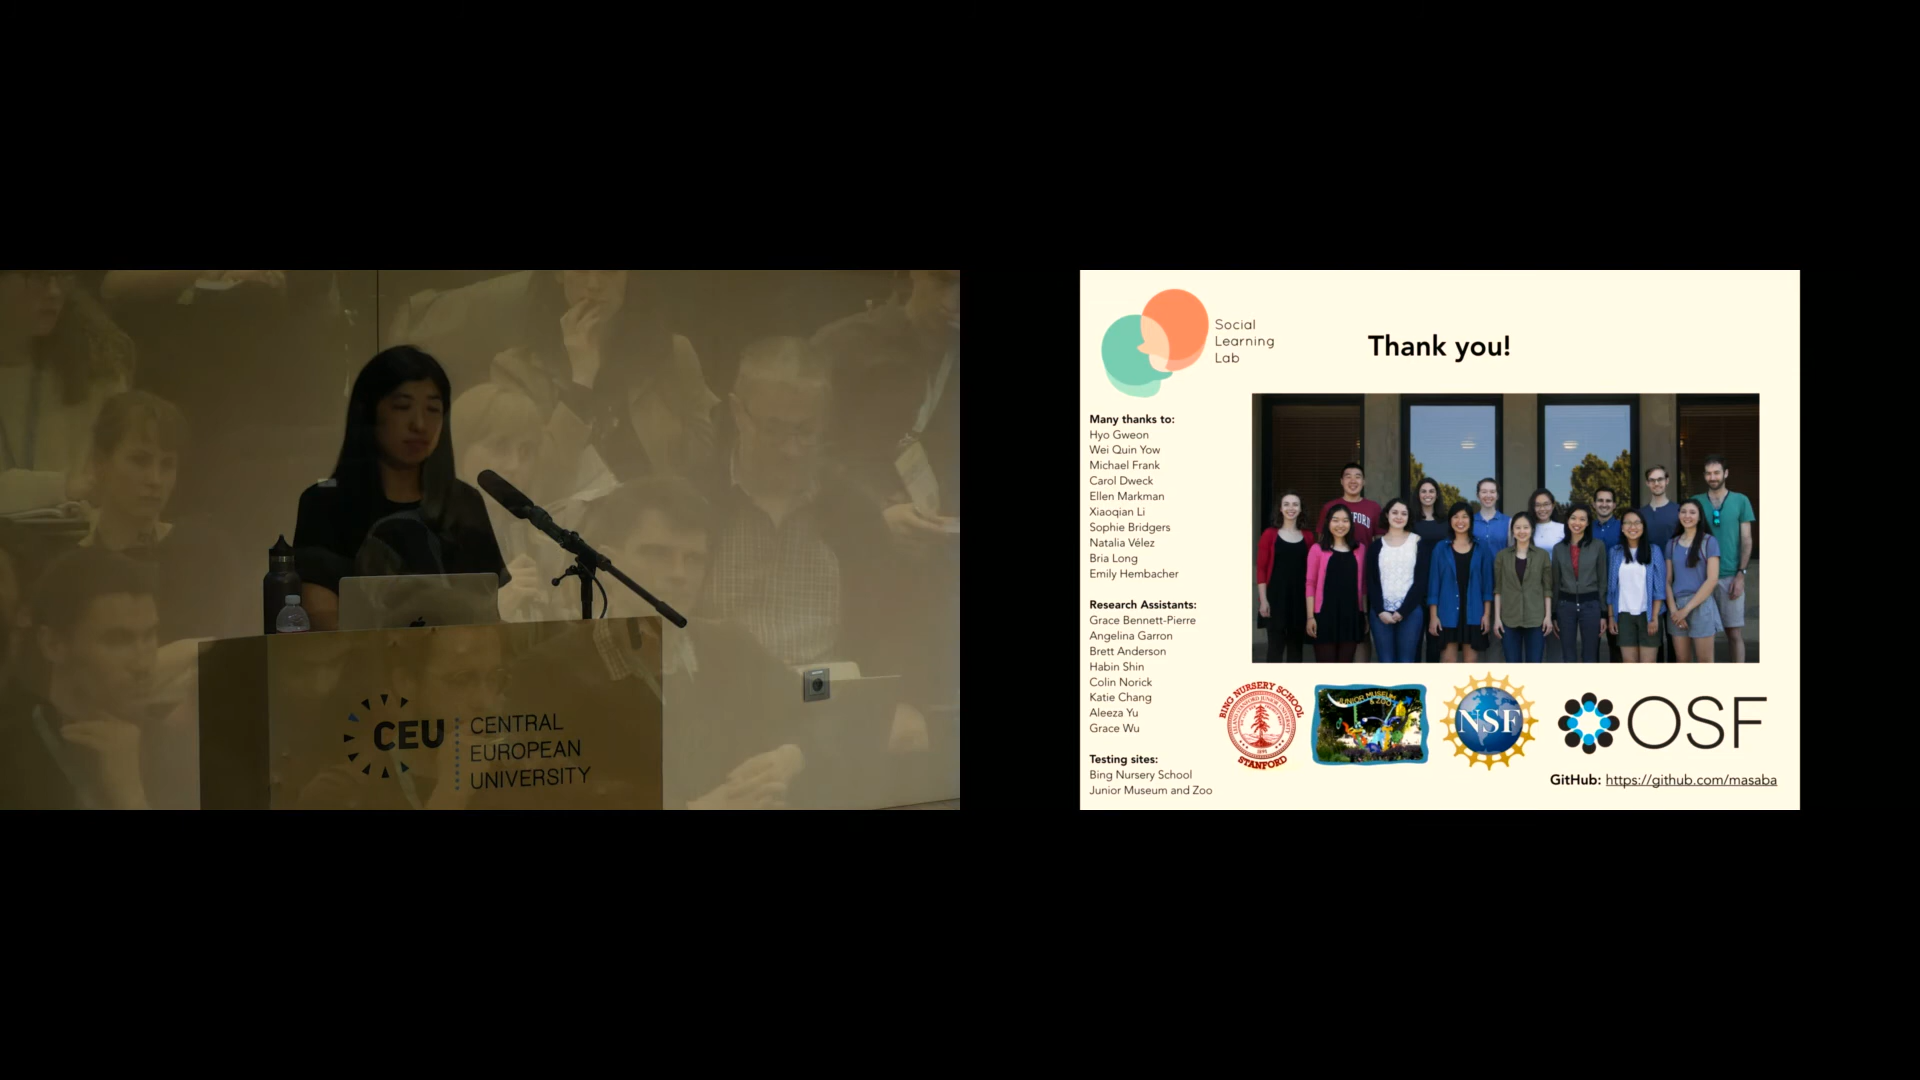 CEU
CENTRAL
EUROPEAN
UNIVERSITY
Social
Learning
Lab
Thank you!
Many thanks to:
Hyo Gweon
Wei Quin Yow
Michael Frank
Carol Dweck
Ellen Markman
Xiaoqian Li
Sophie Bridgers
Natalia Vélez
Bria Long
Emily Hembacher
Research Assistants:
Grace Bennett-Pierre
Angelina Garron
Brett Anderson
Habin Shin
Colin Norick
Katie Chang
Aleeza Yu
Grace Wu
Testing sites:
Bing Nursery School
Junior Museum and Zoo
BING NURSERY SCHOOL
STANFORD
JUNIOR MUSEUM
& ZOO
NSF
OSF
GitHub: https://github.com/masaba